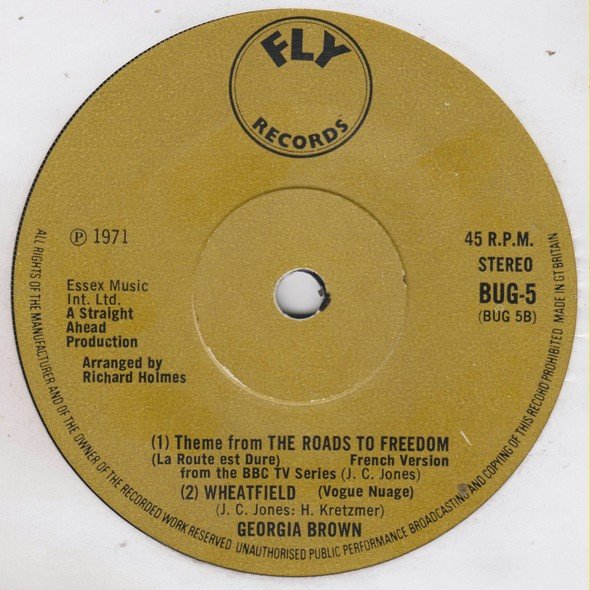 FLY
RECORDS
Ⓟ 1971
45 R.P.M.
STEREO
BUG-5
(BUG 5B)
Essex Music
Int. Ltd.
A Straight
Ahead
Production
Arranged by
Richard Holmes
(1) Theme from THE ROADS TO FREEDOM
(La Route est Dure) French Version
from the BBC TV Series (J. C. Jones)
(2) WHEATFIELD (Vogue Nuage)
(J. C. Jones: H. Kretzmer)
GEORGIA BROWN
ALL RIGHTS OF THE MANUFACTURER AND OF THE OWNER OF THE RECORDED WORK RESERVED UNAUTHORISED PUBLIC PERFORMANCE BROADCASTING AND COPYING OF THIS RECORD PROHIBITED MADE IN GT BRITAIN